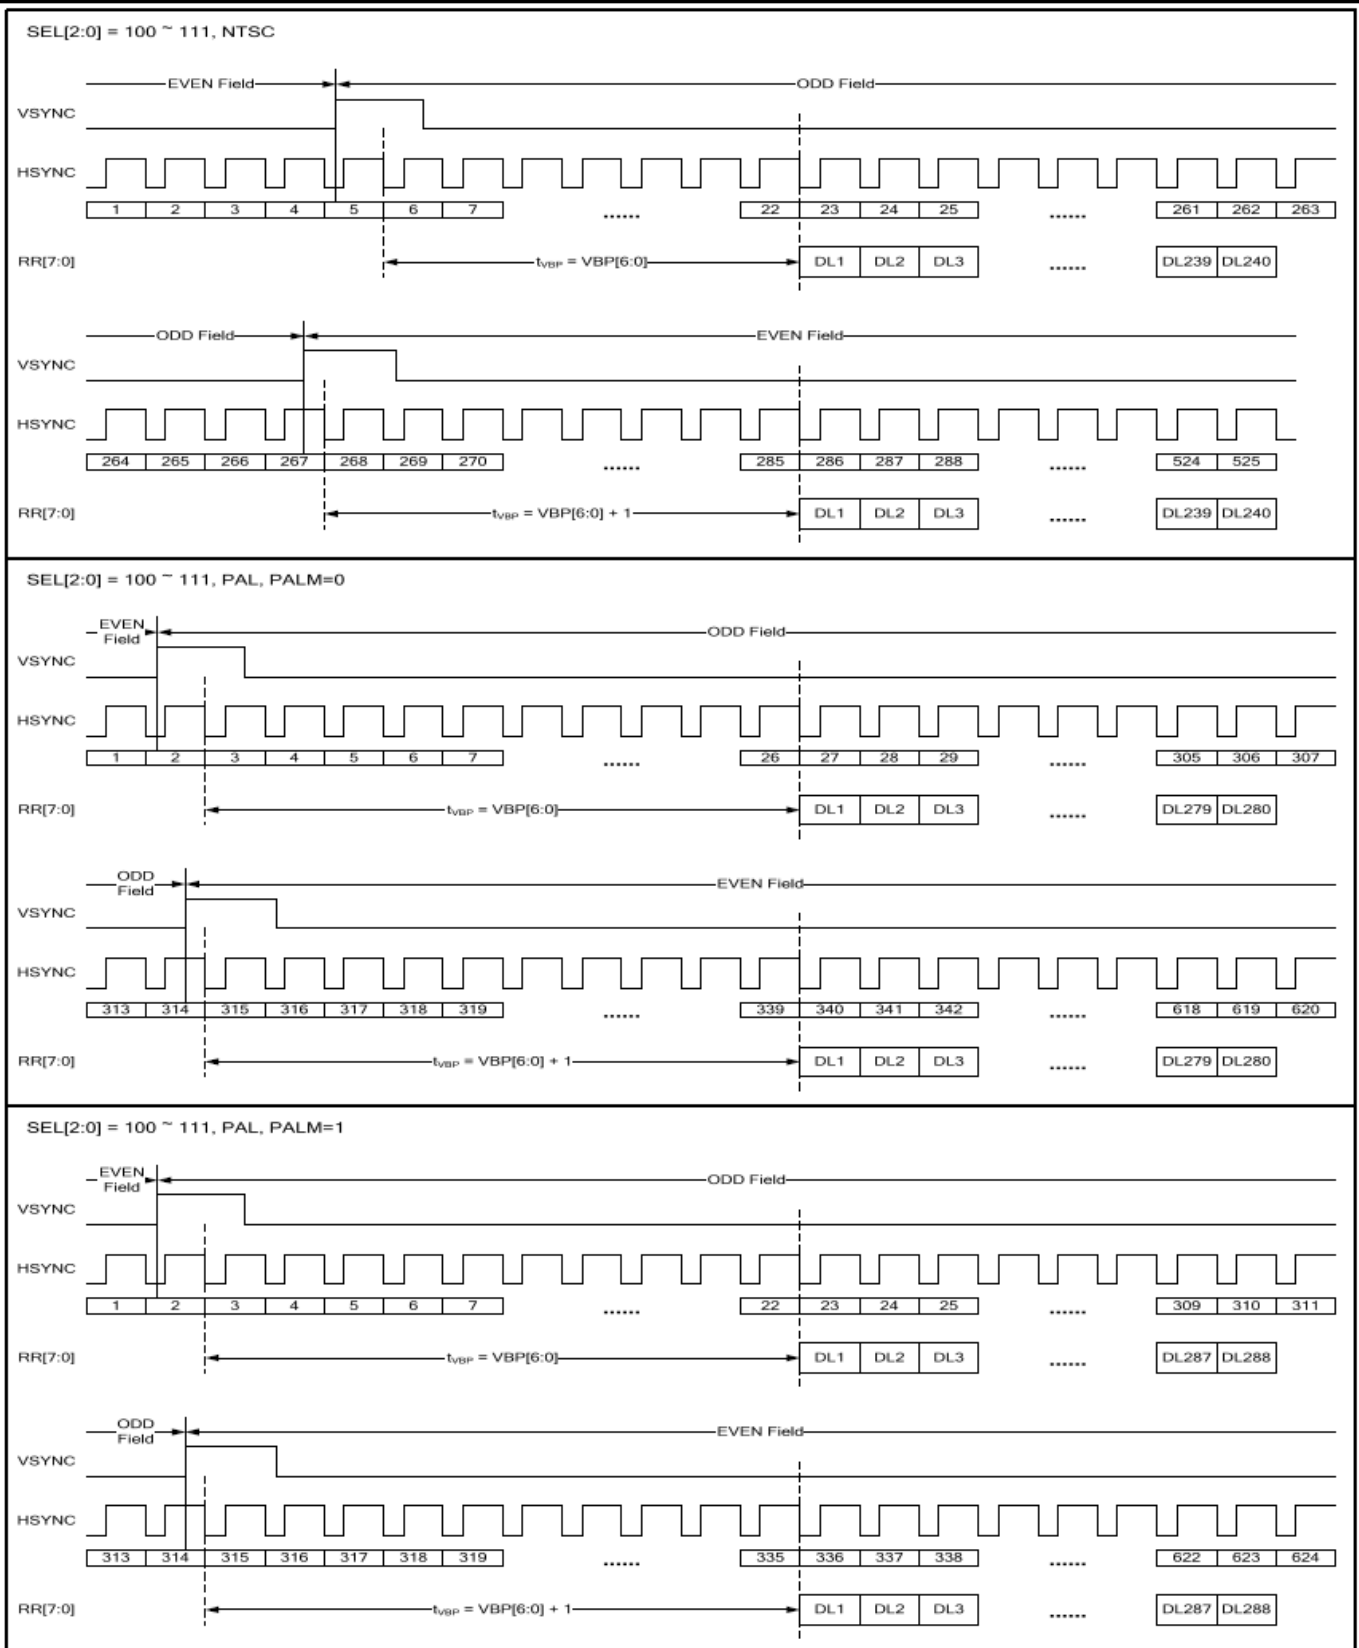 SEL[2:0] = 100 ~ 111, NTSC
EVEN Field ODD Field
VSYNC
HSYNC
1 2 3 4 5 6 7 ...... 22 23 24 25 ...... 261 262 263
RR[7:0] tVBP = VBP[6:0] DL1 DL2 DL3 ...... DL239 DL240
ODD Field EVEN Field
VSYNC
HSYNC
264 265 266 267 268 269 270 ...... 285 286 287 288 ...... 524 525
RR[7:0] tVBP = VBP[6:0] + 1 DL1 DL2 DL3 ...... DL239 DL240
SEL[2:0] = 100 ~ 111, PAL, PALM=0
EVEN Field ODD Field
VSYNC
HSYNC
1 2 3 4 5 6 7 ...... 26 27 28 29 ...... 305 306 307
RR[7:0] tVBP = VBP[6:0] DL1 DL2 DL3 ...... DL279 DL280
ODD Field EVEN Field
VSYNC
HSYNC
313 314 315 316 317 318 319 ...... 339 340 341 342 ...... 618 619 620
RR[7:0] tVBP = VBP[6:0] + 1 DL1 DL2 DL3 ...... DL279 DL280
SEL[2:0] = 100 ~ 111, PAL, PALM=1
EVEN Field ODD Field
VSYNC
HSYNC
1 2 3 4 5 6 7 ...... 22 23 24 25 ...... 309 310 311
RR[7:0] tVBP = VBP[6:0] DL1 DL2 DL3 ...... DL287 DL288
ODD Field EVEN Field
VSYNC
HSYNC
313 314 315 316 317 318 319 ...... 335 336 337 338 ...... 622 623 624
RR[7:0] tVBP = VBP[6:0] + 1 DL1 DL2 DL3 ...... DL287 DL288